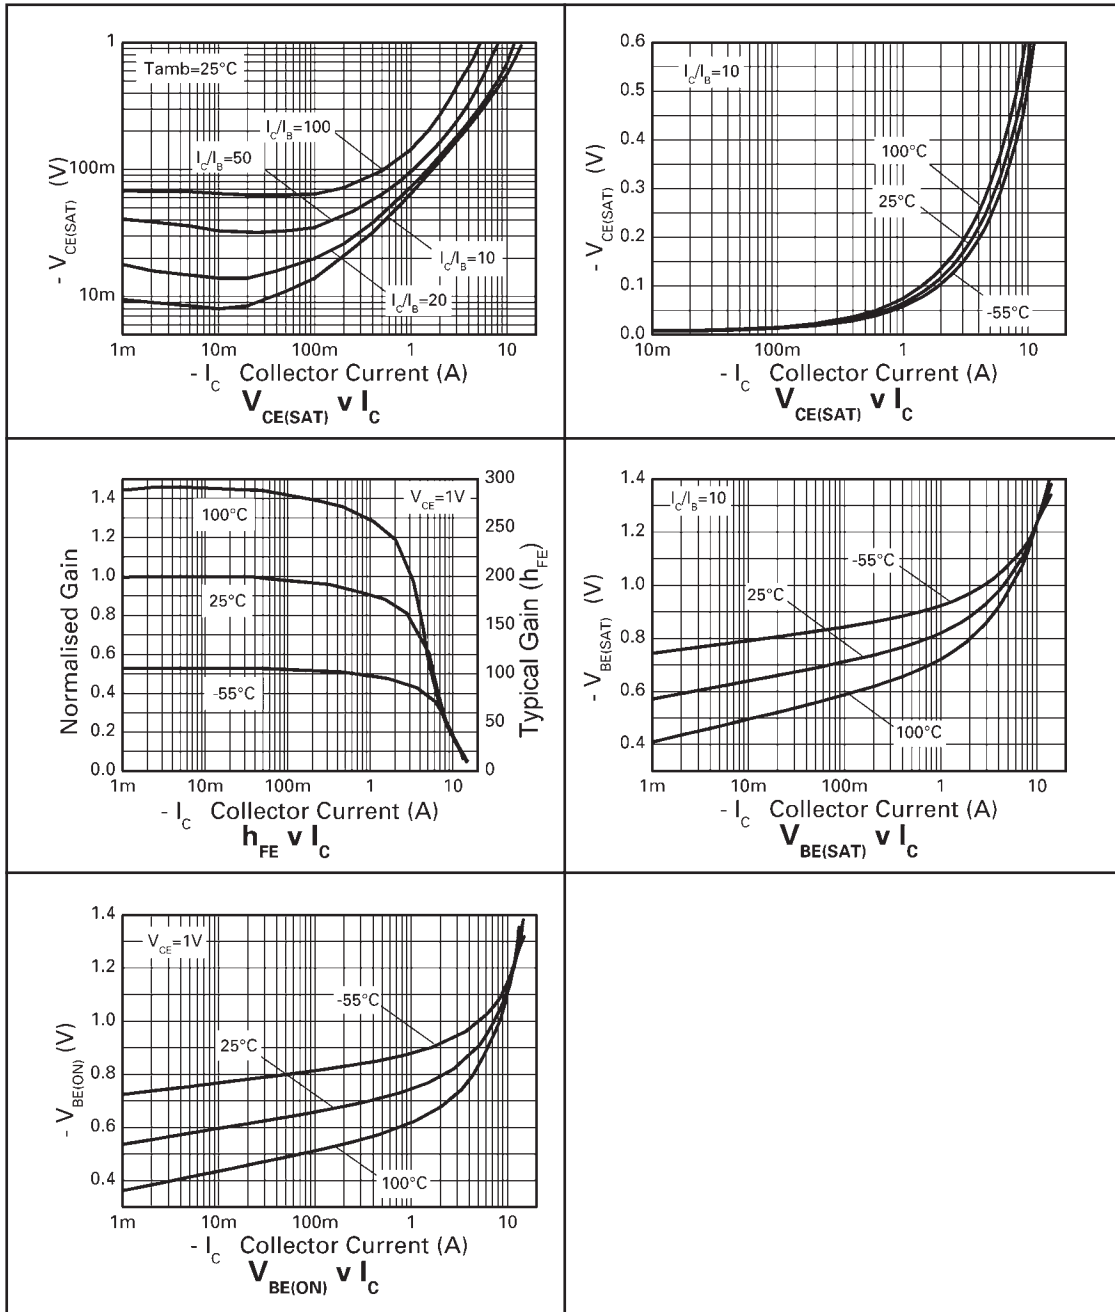 1
100m
10m
- V_CE(SAT) (V)
Tamb=25°C
I_C/I_B=100
I_C/I_B=50
I_C/I_B=10
I_C/I_B=20
1m 10m 100m 1 10
- I_C Collector Current (A)
V_CE(SAT) v I_C
0.6
0.5
0.4
0.3
0.2
0.1
0.0
- V_CE(SAT) (V)
I_C/I_B=10
100°C
25°C
-55°C
10m 100m 1 10
- I_C Collector Current (A)
V_CE(SAT) v I_C
1.4
1.2
1.0
0.8
0.6
0.4
0.2
0.0
Normalised Gain
V_CE=1V
100°C
25°C
-55°C
300
250
200
150
100
50
0
Typical Gain (h_FE)
1m 10m 100m 1 10
- I_C Collector Current (A)
h_FE v I_C
1.4
1.2
1.0
0.8
0.6
0.4
- V_BE(SAT) (V)
I_C/I_B=10
-55°C
25°C
100°C
1m 10m 100m 1 10
- I_C Collector Current (A)
V_BE(SAT) v I_C
1.4
1.2
1.0
0.8
0.6
0.4
- V_BE(ON) (V)
V_CE=1V
-55°C
25°C
100°C
1m 10m 100m 1 10
- I_C Collector Current (A)
V_BE(ON) v I_C